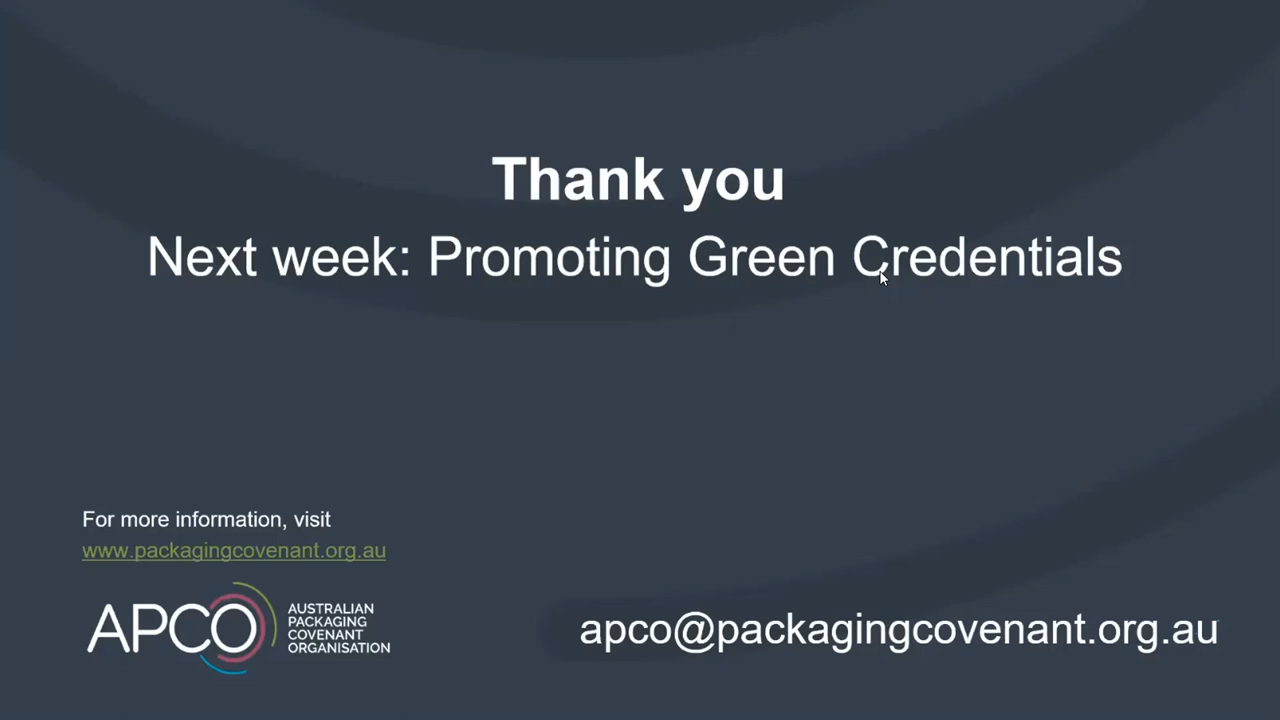 Thank you
Next week: Promoting Green Credentials
For more information, visit
www.packagingcovenant.org.au
APCO
AUSTRALIAN
PACKAGING
COVENANT
ORGANISATION
apco@packagingcovenant.org.au